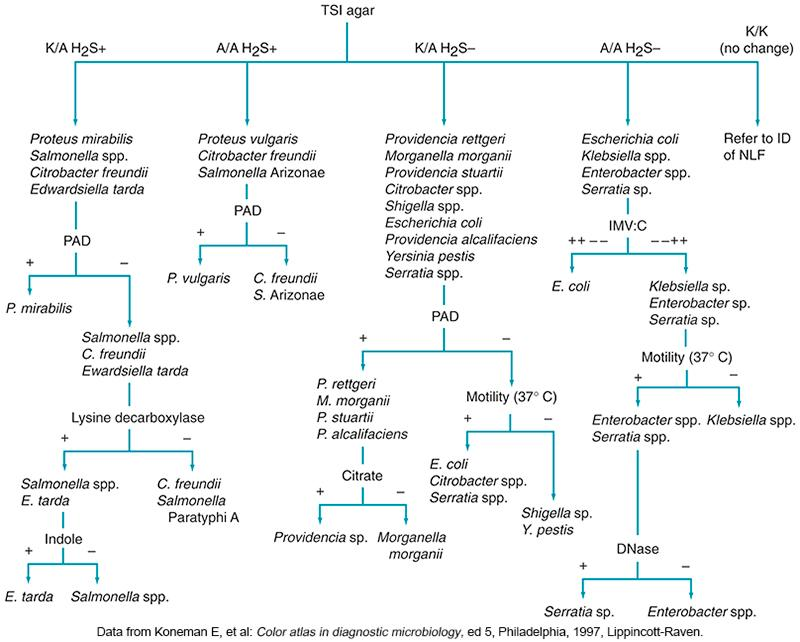 TSI agar
K/A H2S+
A/A H2S+
K/A H2S–
A/A H2S–
K/K
(no change)
Proteus mirabilis
Salmonella spp.
Citrobacter freundii
Edwardsiella tarda
Proteus vulgaris
Citrobacter freundii
Salmonella Arizonae
Providencia rettgeri
Morganella morganii
Providencia stuartii
Citrobacter spp.
Shigella spp.
Escherichia coli
Providencia alcalifaciens
Yersinia pestis
Serratia spp.
Escherichia coli
Klebsiella spp.
Enterobacter spp.
Serratia sp.
Refer to ID
of NLF
PAD
+ –
P. mirabilis
Salmonella spp.
C. freundii
Ewardsiella tarda
Lysine decarboxylase
+ –
Salmonella spp.
E. tarda
C. freundii
Salmonella
Paratyphi A
Indole
+ –
E. tarda
Salmonella spp.
PAD
+ –
P. vulgaris
C. freundii
S. Arizonae
PAD
+ –
P. rettgeri
M. morganii
P. stuartii
P. alcalifaciens
Citrate
+ –
Providencia sp.
Morganella
morganii
Motility (37° C)
+ –
E. coli
Citrobacter spp.
Serratia spp.
Shigella sp.
Y. pestis
IMV:C
++–– ––++
E. coli
Klebsiella sp.
Enterobacter sp.
Serratia sp.
Motility (37° C)
+ –
Enterobacter spp.
Serratia spp.
Klebsiella spp.
DNase
+ –
Serratia sp.
Enterobacter spp.
Data from Koneman E, et al: Color atlas in diagnostic microbiology, ed 5, Philadelphia, 1997, Lippincott-Raven.